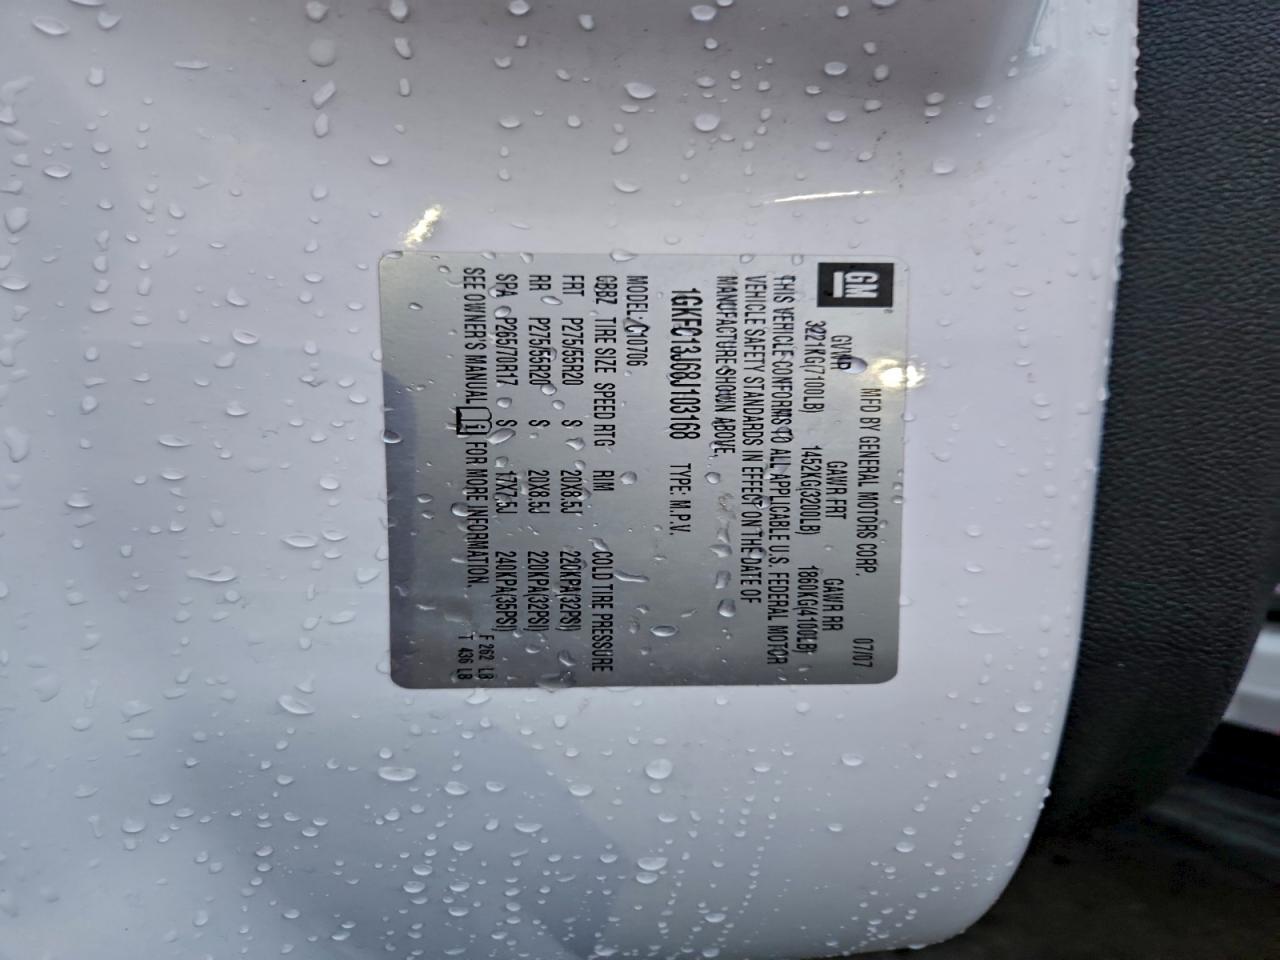 GM
MFD BY GENERAL MOTORS CORP. 07/07
GVWR GAWR FRT GAWR RR
3221KG(7100LB) 1452KG(3200LB) 1860KG(4100LB)
THIS VEHICLE CONFORMS TO ALL APPLICABLE U.S. FEDERAL MOTOR
VEHICLE SAFETY STANDARDS IN EFFECT ON THE DATE OF
MANUFACTURE SHOWN ABOVE.
1GKFC13J68J103168 TYPE: M.P.V.
MODEL: C10706
GBBZ TIRE SIZE SPEED RTG RIM COLD TIRE PRESSURE
FRT P275/55R20 S 20X8.5J 220KPA(32PSI)
RR P275/55R20 S 20X8.5J 220KPA(32PSI)
SPA P265/70R17 S 17X7.5J 240KPA(35PSI)
SEE OWNER'S MANUAL FOR MORE INFORMATION.
F 262 LB
T 436 LB